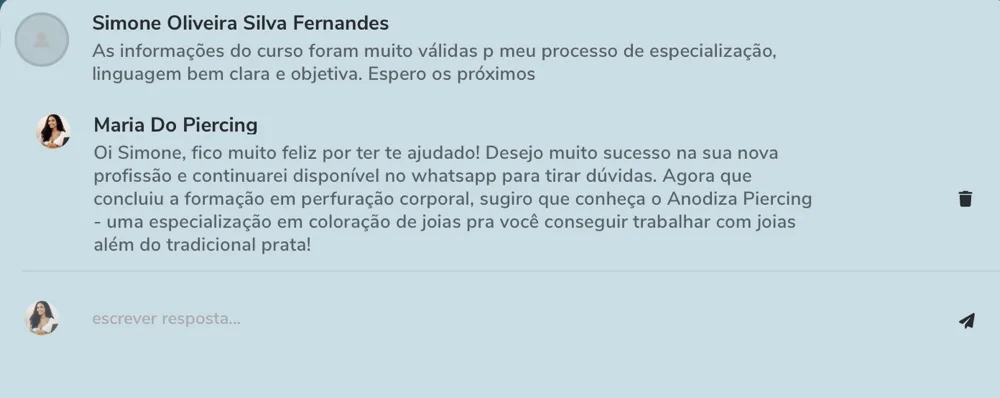 Simone Oliveira Silva Fernandes
As informações do curso foram muito válidas p meu processo de especialização,
linguagem bem clara e objetiva. Espero os próximos
Maria Do Piercing
Oi Simone, fico muito feliz por ter te ajudado! Desejo muito sucesso na sua nova
profissão e continuarei disponível no whatsapp para tirar dúvidas. Agora que
concluiu a formação em perfuração corporal, sugiro que conheça o Anodiza Piercing
- uma especialização em coloração de joias pra você conseguir trabalhar com joias
além do tradicional prata!
escrever resposta...